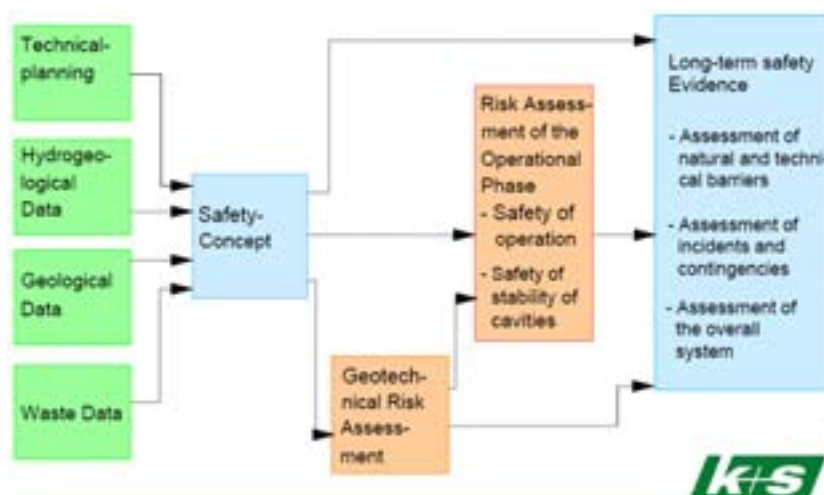 Technical-
planning
Hydrogeo-
logical
Data
Geological
Data
Waste Data
Safety-
Concept
Geotech-
nical Risk
Assess-
ment
Risk Assess-
ment of the
Operational
Phase
- Safety of
operation
- Safety of
stability of
cavities
Long-term safety
Evidence
- Assessment of
natural and techni-
cal barriers
- Assessment of
incidents and
contingencies
- Assessment of
the overall
system
k+s